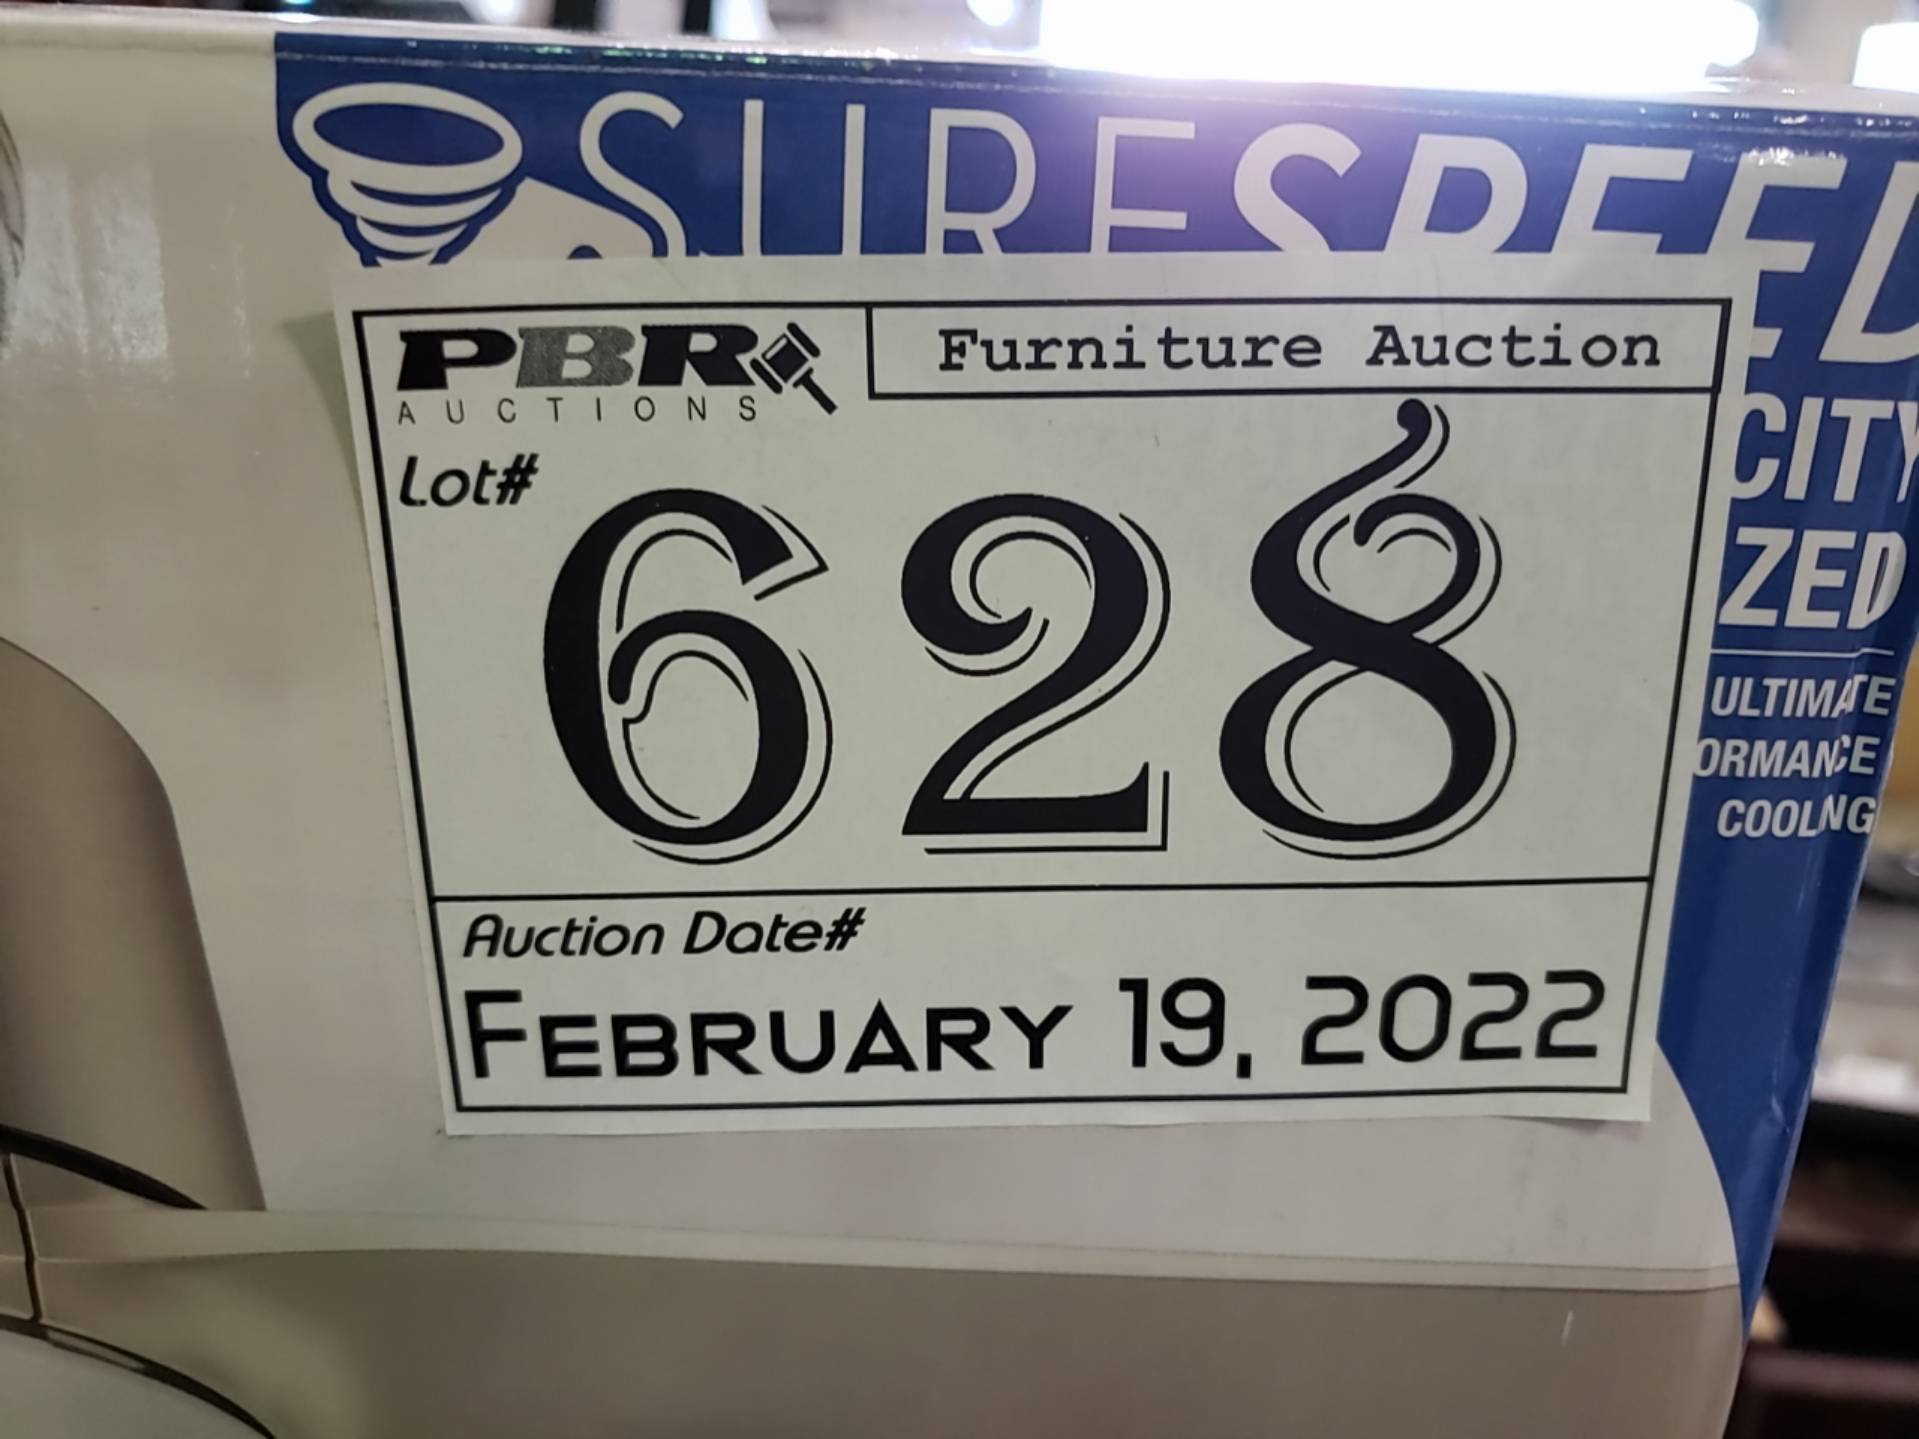 SURESPEED
PBR
AUCTIONS
Furniture Auction
Lot#
628
Auction Date#
FEBRUARY 19, 2022
CITY
ZED
ULTIMATE
ORMANCE
COOLING